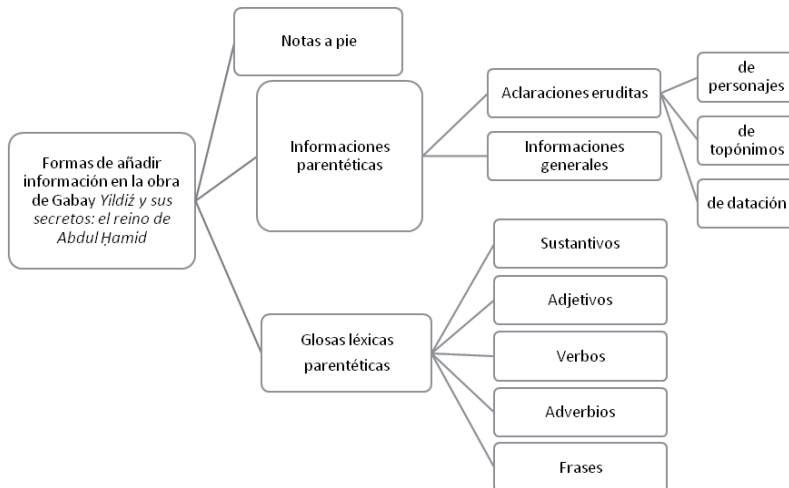 Formas de añadir
información en la obra
de Gabay Yildiź y sus
secretos: el reino de
Abdul Ḥamid
Notas a pie
Informaciones
parentéticas
Aclaraciones eruditas
de
personajes
de
topónimos
de datación
Informaciones
generales
Glosas léxicas
parentéticas
Sustantivos
Adjetivos
Verbos
Adverbios
Frases